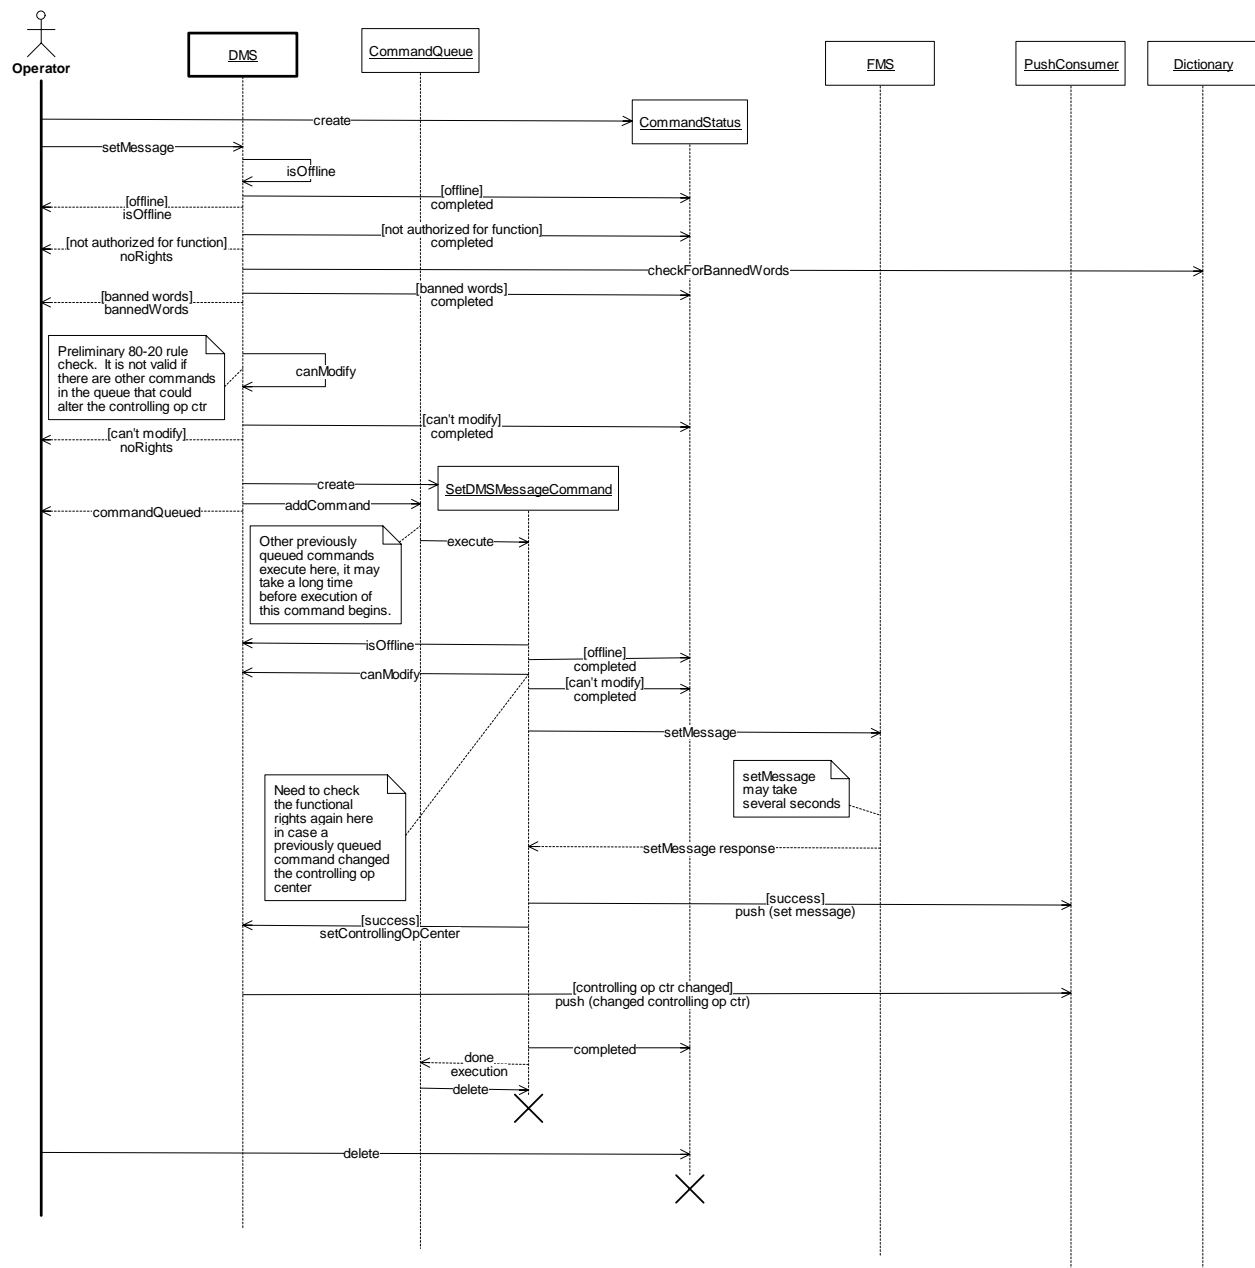 Operator
DMS
CommandQueue
FMS
PushConsumer
Dictionary
create
CommandStatus
setMessage
isOffline
[offline]
isOffline
[offline]
completed
[not authorized for function]
noRights
[not authorized for function]
completed
checkForBannedWords
[banned words]
bannedWords
[banned words]
completed
Preliminary 80-20 rule
check. It is not valid if
there are other commands
in the queue that could
alter the controlling op ctr
canModify
[can't modify]
noRights
[can't modify]
completed
create
SetDMSMessageCommand
addCommand
commandQueued
Other previously
queued commands
execute here, it may
take a long time
before execution of
this command begins.
execute
isOffline
[offline]
completed
canModify
[can't modify]
completed
setMessage
setMessage
may take
several seconds
Need to check
the functional
rights again here
in case a
previously queued
command changed
the controlling op
center
setMessage response
[success]
push (set message)
[success]
setControllingOpCenter
[controlling op ctr changed]
push (changed controlling op ctr)
completed
done
execution
delete
delete